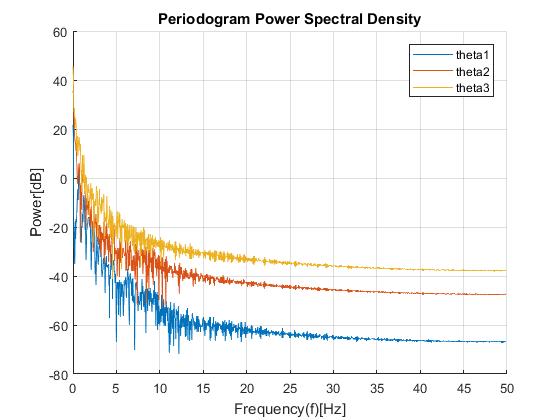 Periodogram Power Spectral Density
60
40
20
0
-20
-40
-60
-80
Power[dB]
theta1
theta2
theta3
0 5 10 15 20 25 30 35 40 45 50
Frequency(f)[Hz]